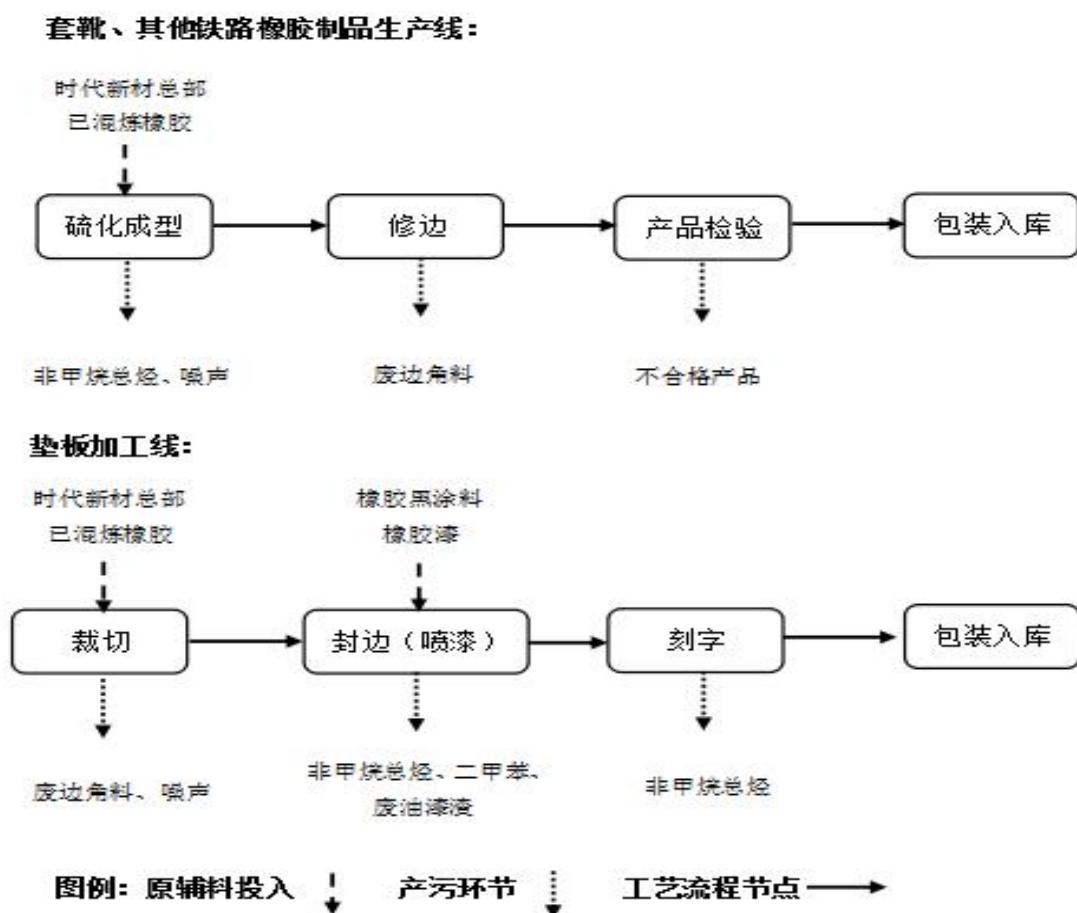 套靴、其他铁路橡胶制品生产线：
时代新材总部
已混炼橡胶
硫化成型
修边
产品检验
包装入库
非甲烷总烃、噪声
废边角料
不合格产品
垫板加工线：
时代新材总部
已混炼橡胶
橡胶黑涂料
橡胶漆
裁切
封边（喷漆）
刻字
包装入库
废边角料、噪声
非甲烷总烃、二甲苯、
废油漆渣
非甲烷总烃
图例：原辅料投入 产污环节 工艺流程节点